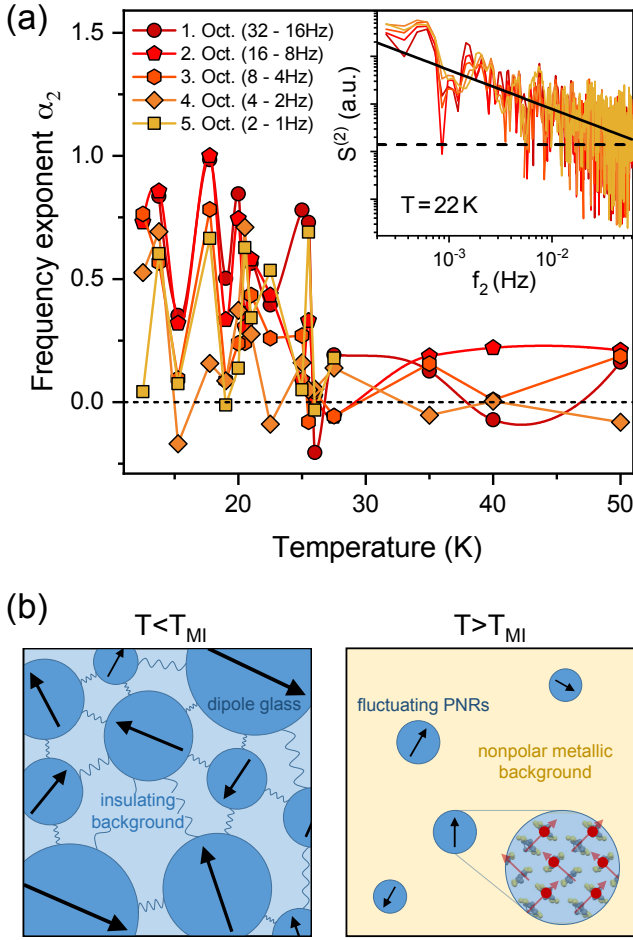 (a)
Frequency exponent α₂
1.5
1.0
0.5
0.0
1. Oct. (32 - 16Hz)
2. Oct. (16 - 8Hz)
3. Oct. (8 - 4Hz)
4. Oct. (4 - 2Hz)
5. Oct. (2 - 1Hz)
S⁽²⁾ (a.u.)
T = 22 K
10⁻³
10⁻²
f₂ (Hz)
20
30
40
50
Temperature (K)
(b)
T<T_MI
T>T_MI
dipole glass
insulating
background
fluctuating PNRs
nonpolar metallic
background